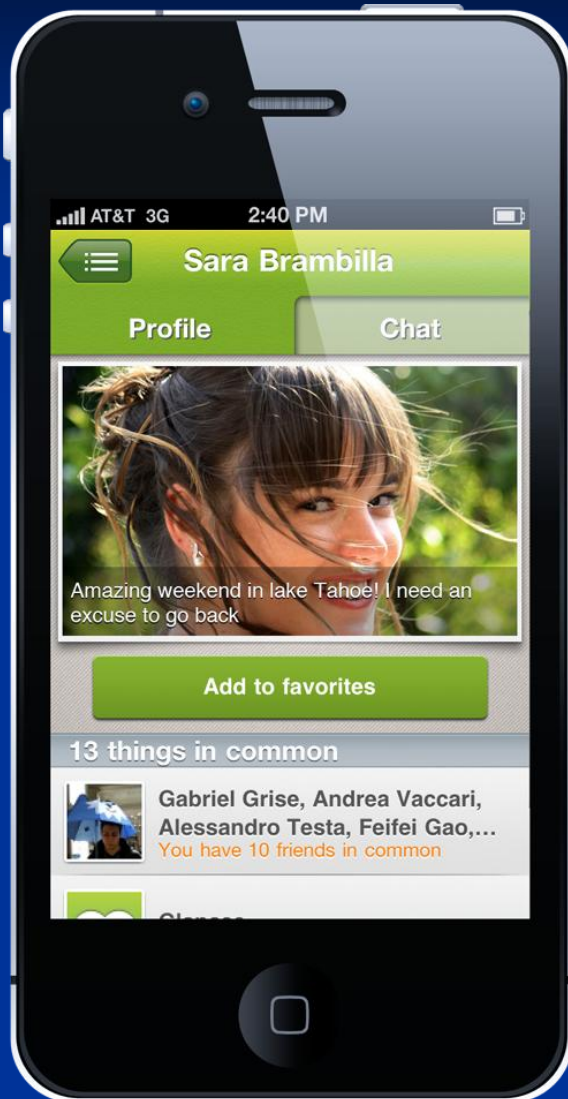 AT&T 3G 2:40 PM
Sara Brambilla
Profile Chat
Amazing weekend in lake Tahoe! I need an
excuse to go back
Add to favorites
13 things in common
Gabriel Grise, Andrea Vaccari,
Alessandro Testa, Feifei Gao,...
You have 10 friends in common